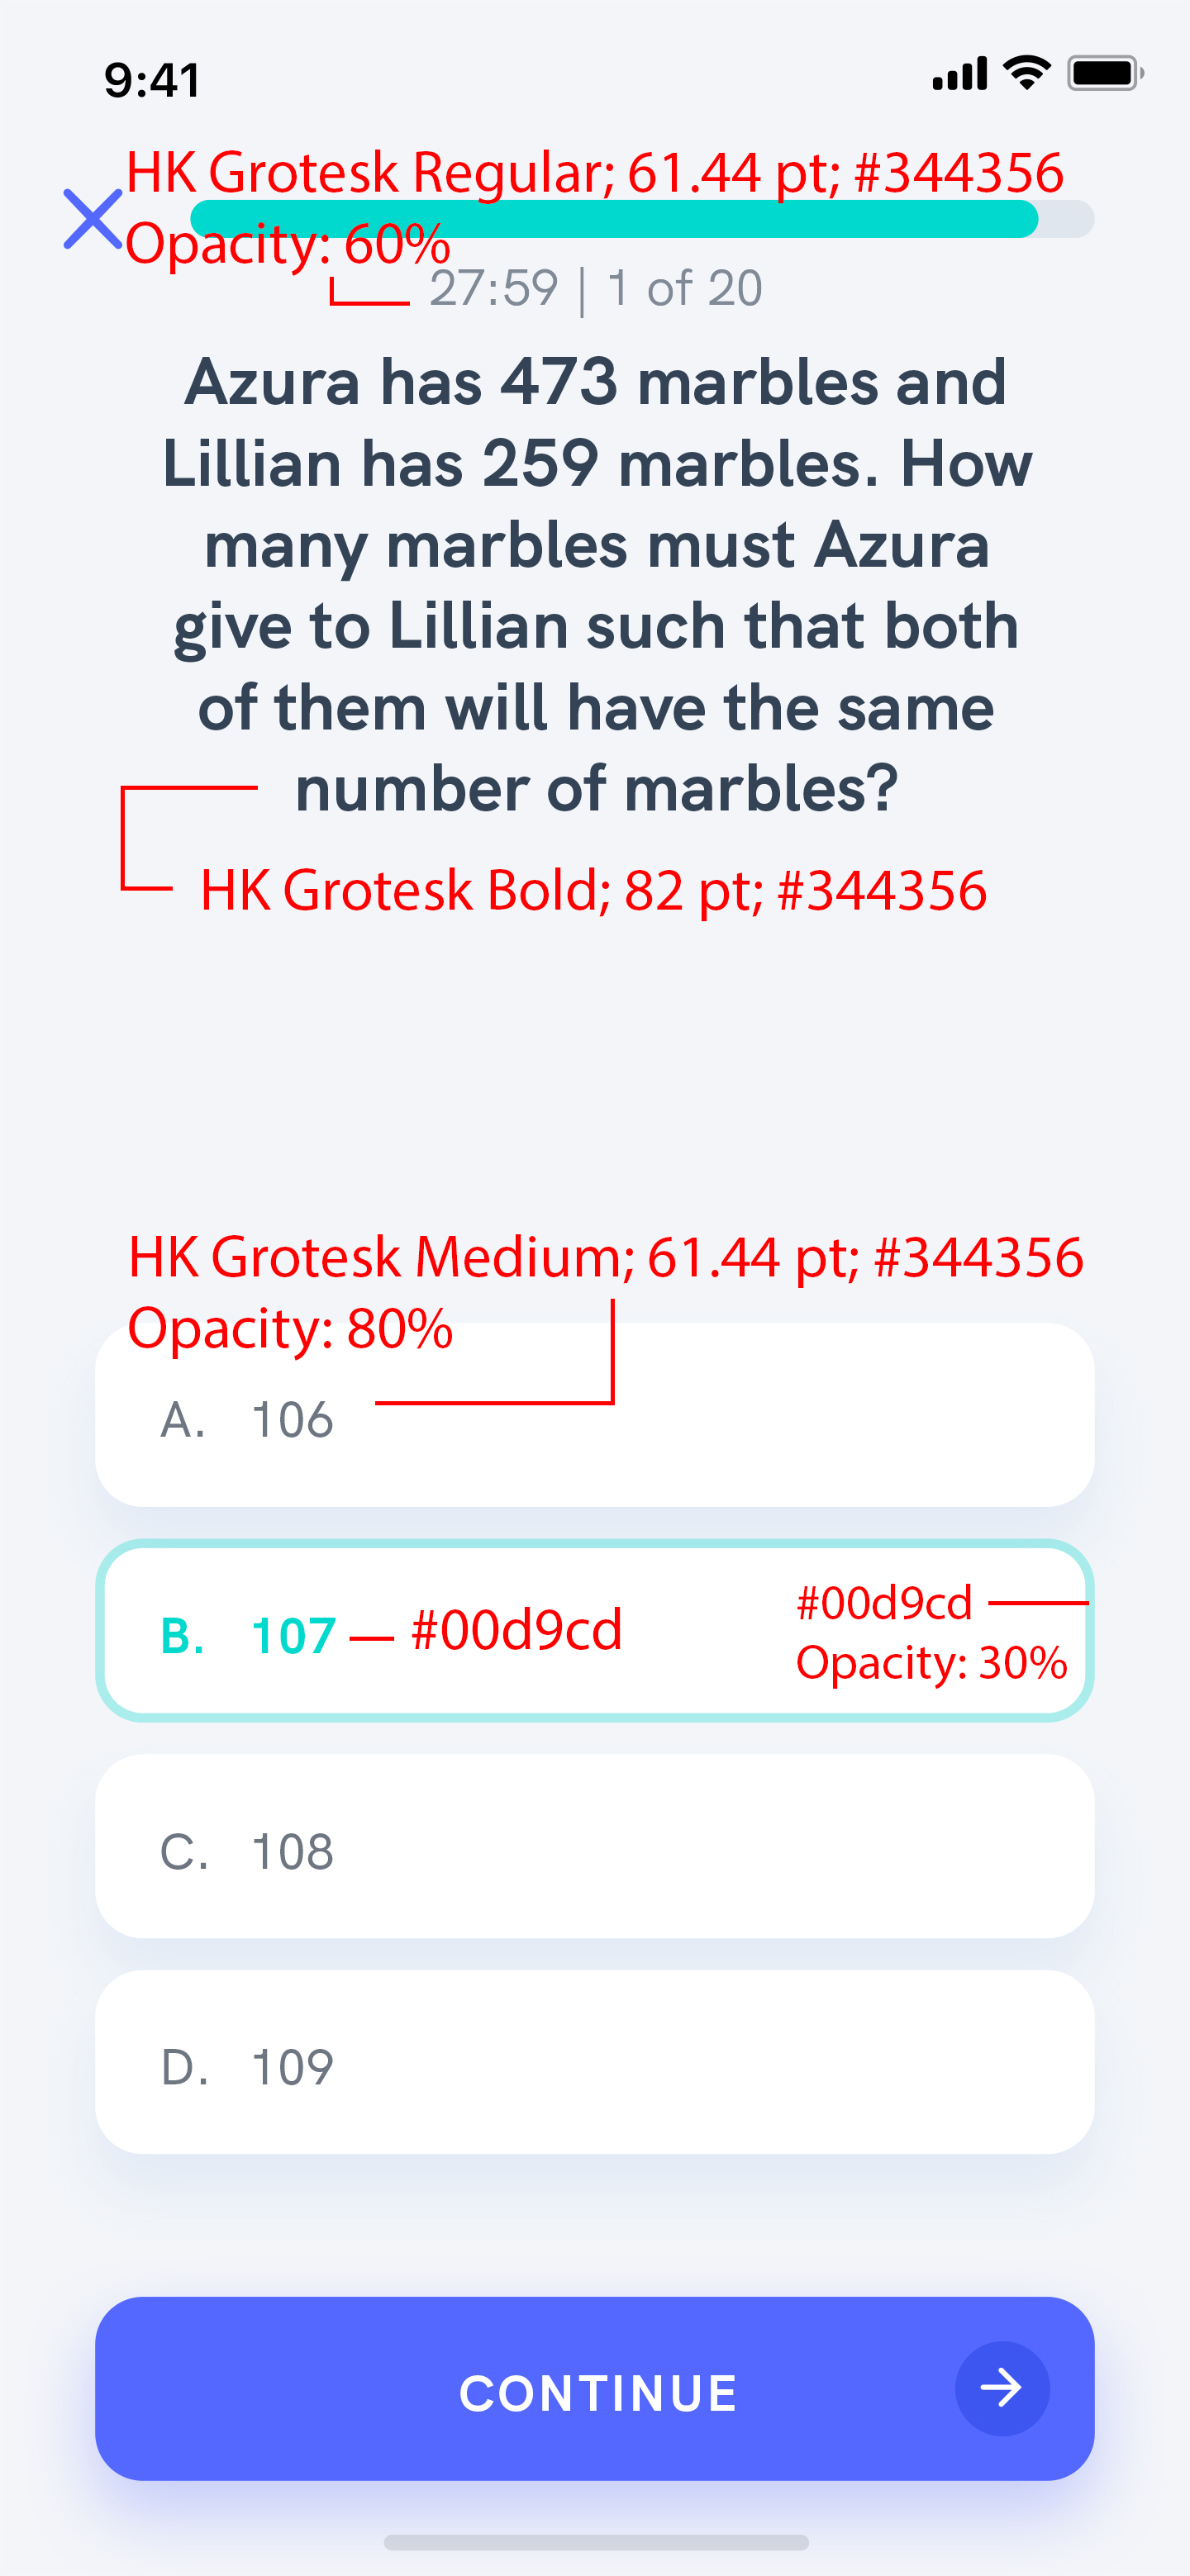 9:41
HK Grotesk Regular; 61.44 pt; #344356
Opacity: 60%
27:59 | 1 of 20
Azura has 473 marbles and
Lillian has 259 marbles. How
many marbles must Azura
give to Lillian such that both
of them will have the same
number of marbles?
HK Grotesk Bold; 82 pt; #344356
HK Grotesk Medium; 61.44 pt; #344356
Opacity: 80%
A. 106
B. 107 #00d9cd
#00d9cd
Opacity: 30%
C. 108
D. 109
CONTINUE